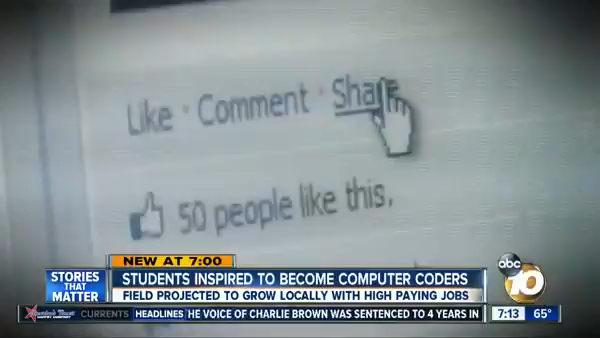 Like · Comment · Share
50 people like this.
NEW AT 7:00
STORIES THAT MATTER
STUDENTS INSPIRED TO BECOME COMPUTER CODERS
FIELD PROJECTED TO GROW LOCALLY WITH HIGH PAYING JOBS
abc 10
CURRENTS
HEADLINES
HE VOICE OF CHARLIE BROWN WAS SENTENCED TO 4 YEARS IN
7:13
65°